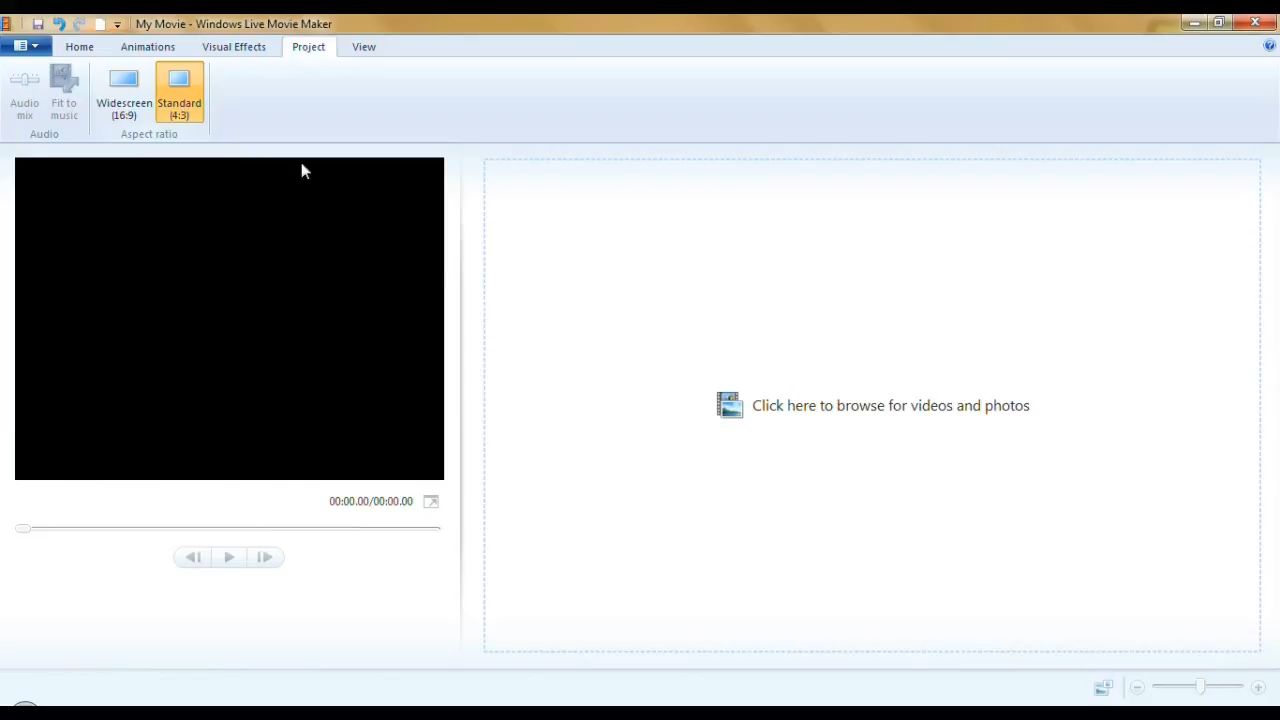 My Movie - Windows Live Movie Maker
Home Animations Visual Effects Project View
Audio mix
Fit to music
Widescreen (16:9)
Standard (4:3)
Audio
Aspect ratio
Click here to browse for videos and photos
00:00.00/00:00.00